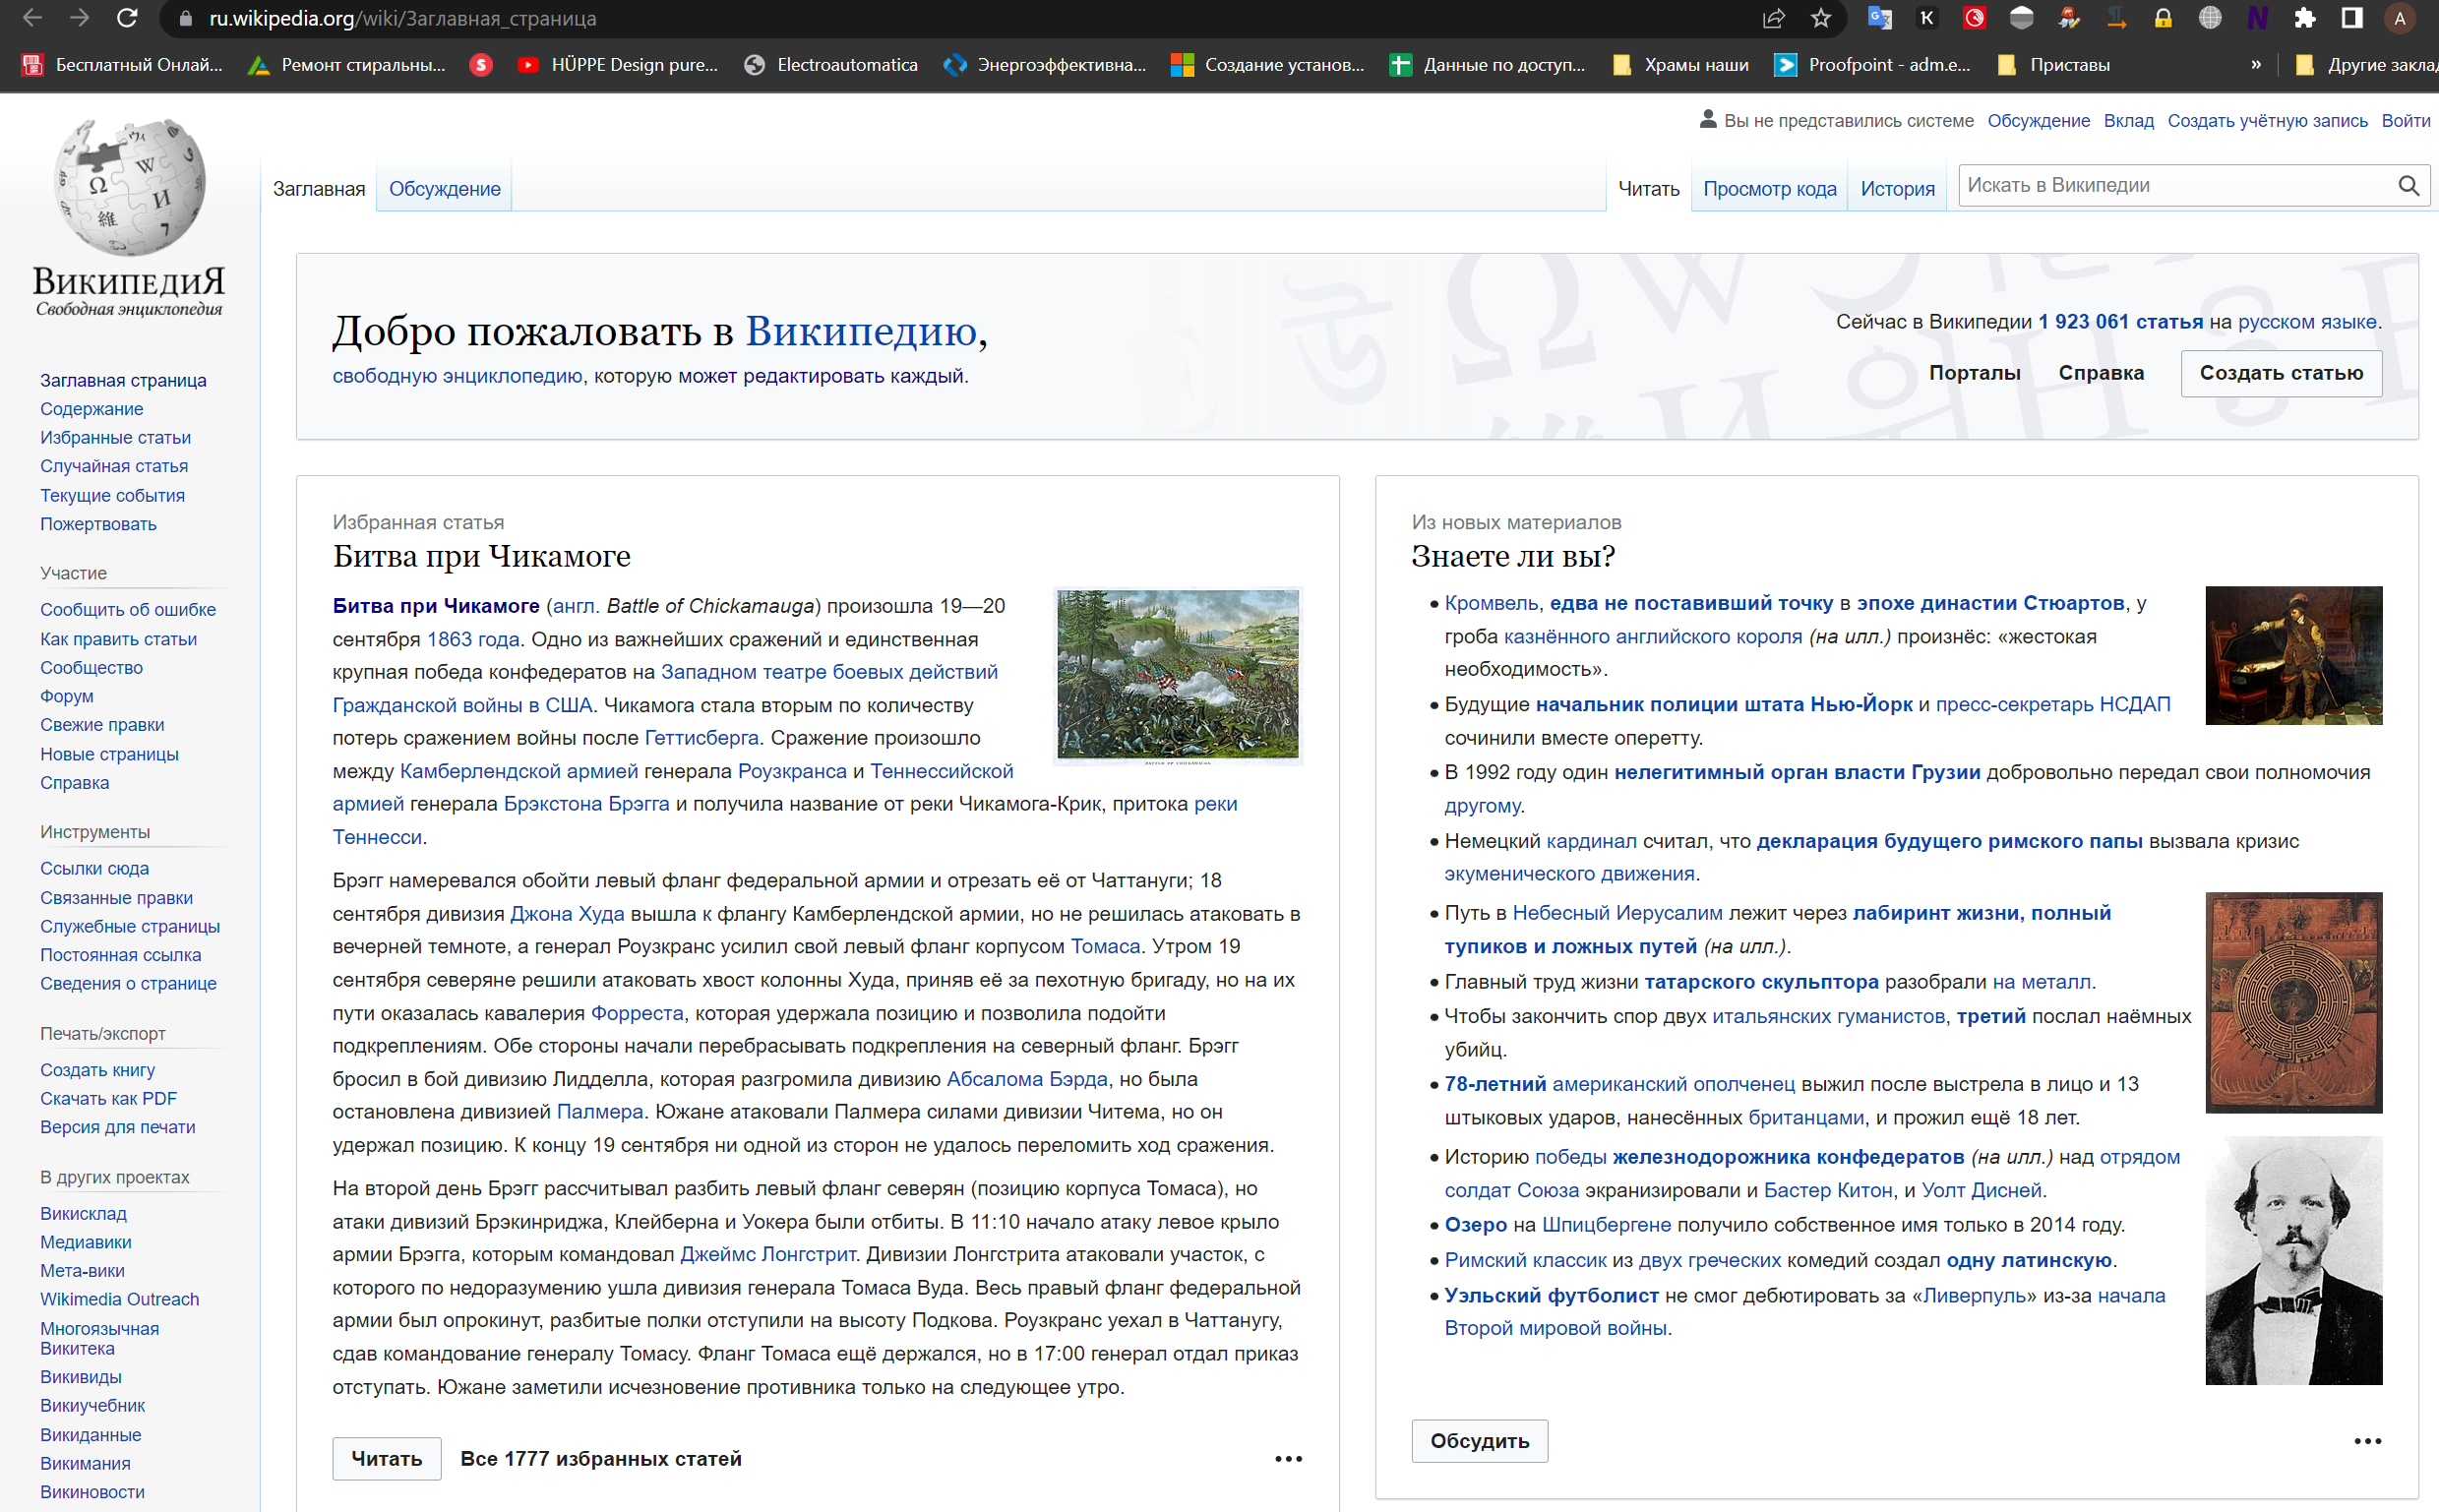 ru.wikipedia.org/wiki/Заглавная_страница
Бесплатный Онлай...
Ремонт стиральны...
HÜPPE Design pure...
Electroautomatica
Энергоэффективна...
Создание установ...
Данные по доступ...
Храмы наши
Proofpoint - adm.e...
Приставы
»
Другие заклад
Вы не представились системе Обсуждение Вклад Создать учётную запись Войти
ВикипедиЯ
Свободная энциклопедия
Заглавная Обсуждение
Читать Просмотр кода История
Искать в Википедии
Заглавная страница
Содержание
Избранные статьи
Случайная статья
Текущие события
Пожертвовать
Участие
Сообщить об ошибке
Как править статьи
Сообщество
Форум
Свежие правки
Новые страницы
Справка
Инструменты
Ссылки сюда
Связанные правки
Служебные страницы
Постоянная ссылка
Сведения о странице
Печать/экспорт
Создать книгу
Скачать как PDF
Версия для печати
В других проектах
Викисклад
Медиавики
Мета-вики
Wikimedia Outreach
Многоязычная
Викитека
Викивиды
Викиучебник
Викиданные
Викимания
Викиновости
Добро пожаловать в Википедию,
свободную энциклопедию, которую может редактировать каждый.
Сейчас в Википедии 1 923 061 статья на русском языке.
Порталы Справка Создать статью
Избранная статья
Битва при Чикамоге
Битва при Чикамоге (англ. Battle of Chickamauga) произошла 19—20
сентября 1863 года. Одно из важнейших сражений и единственная
крупная победа конфедератов на Западном театре боевых действий
Гражданской войны в США. Чикамога стала вторым по количеству
потерь сражением войны после Геттисберга. Сражение произошло
между Камберлендской армией генерала Роузкранса и Теннессийской
армией генерала Брэкстона Брэгга и получила название от реки Чикамога-Крик, притока реки
Теннесси.
BATTLE OF CHICKAMAUGA
Брэгг намеревался обойти левый фланг федеральной армии и отрезать её от Чаттануги; 18
сентября дивизия Джона Худа вышла к флангу Камберлендской армии, но не решилась атаковать в
вечерней темноте, а генерал Роузкранс усилил свой левый фланг корпусом Томаса. Утром 19
сентября северяне решили атаковать хвост колонны Худа, приняв её за пехотную бригаду, но на их
пути оказалась кавалерия Форреста, которая удержала позицию и позволила подойти
подкреплениям. Обе стороны начали перебрасывать подкрепления на северный фланг. Брэгг
бросил в бой дивизию Лидделла, которая разгромила дивизию Абсалома Бэрда, но была
остановлена дивизией Палмера. Южане атаковали Палмера силами дивизии Читема, но он
удержал позицию. К концу 19 сентября ни одной из сторон не удалось переломить ход сражения.
На второй день Брэгг рассчитывал разбить левый фланг северян (позицию корпуса Томаса), но
атаки дивизий Брэкинриджа, Клейберна и Уокера были отбиты. В 11:10 начало атаку левое крыло
армии Брэгга, которым командовал Джеймс Лонгстрит. Дивизии Лонгстрита атаковали участок, с
которого по недоразумению ушла дивизия генерала Томаса Вуда. Весь правый фланг федеральной
армии был опрокинут, разбитые полки отступили на высоту Подкова. Роузкранс уехал в Чаттанугу,
сдав командование генералу Томасу. Фланг Томаса ещё держался, но в 17:00 генерал отдал приказ
отступать. Южане заметили исчезновение противника только на следующее утро.
Читать Все 1777 избранных статей
Из новых материалов
Знаете ли вы?
Кромвель, едва не поставивший точку в эпохе династии Стюартов, у
гроба казнённого английского короля (на илл.) произнёс: «жестокая
необходимость».
Будущие начальник полиции штата Нью-Йорк и пресс-секретарь НСДАП
сочинили вместе оперетту.
В 1992 году один нелегитимный орган власти Грузии добровольно передал свои полномочия
другому.
Немецкий кардинал считал, что декларация будущего римского папы вызвала кризис
экуменического движения.
Путь в Небесный Иерусалим лежит через лабиринт жизни, полный
тупиков и ложных путей (на илл.).
Главный труд жизни татарского скульптора разобрали на металл.
Чтобы закончить спор двух итальянских гуманистов, третий послал наёмных
убийц.
78-летний американский ополченец выжил после выстрела в лицо и 13
штыковых ударов, нанесённых британцами, и прожил ещё 18 лет.
Историю победы железнодорожника конфедератов (на илл.) над отрядом
солдат Союза экранизировали и Бастер Китон, и Уолт Дисней.
Озеро на Шпицбергене получило собственное имя только в 2014 году.
Римский классик из двух греческих комедий создал одну латинскую.
Уэльский футболист не смог дебютировать за «Ливерпуль» из-за начала
Второй мировой войны.
Обсудить